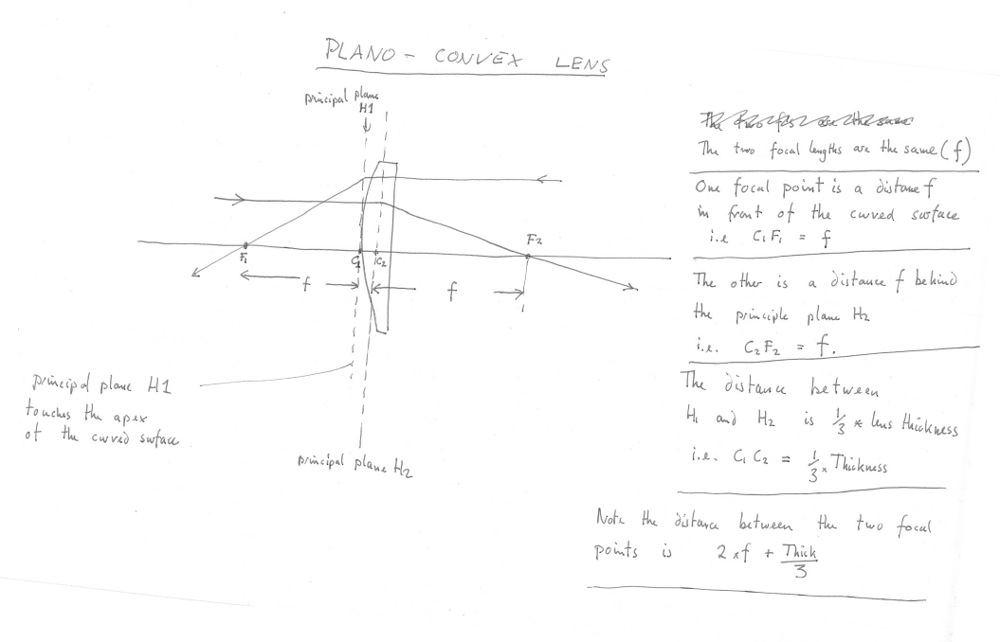 PLANO - CONVEX LENS
principal plane
H1
F1
C1
C2
F2
f
f
principal plane H1
touches the apex
of the curved surface
principal plane H2
The two focal lengths are the same (f)
One focal point is a distance f
in front of the curved surface
i.e C1F1 = f
The other is a distance f behind
the principle plane H2
i.e. C2F2 = f.
The distance between
H1 and H2 is 1/3 * lens thickness
i.e. C1C2 = 1/3 * Thickness
Note the distance between the two focal
points is 2 * f + Thick/3